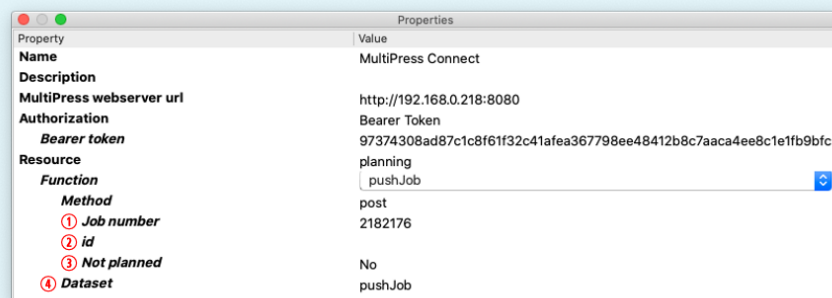 Properties
Property Value
Name MultiPress Connect
Description
MultiPress webserver url http://192.168.0.218:8080
Authorization Bearer Token
Bearer token 97374308ad87c1c8f61f32c41afea367798ee48412b8c7aaca4ee8c1e1fb9bfc
Resource planning
Function pushJob
Method post
① Job number 2182176
② id
③ Not planned No
④ Dataset pushJob